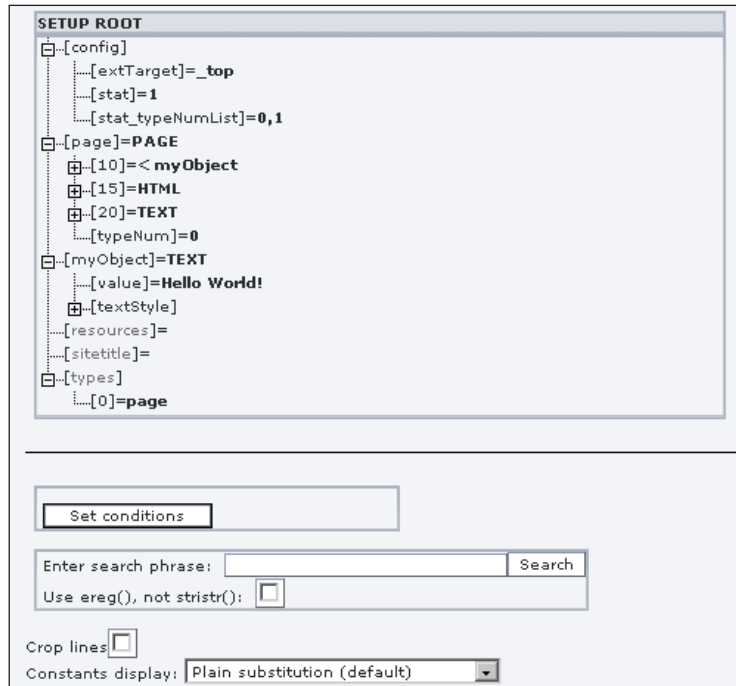 SETUP ROOT
[config]
[extTarget]=_top
[stat]=1
[stat_typeNumList]=0,1
[page]=PAGE
[10]=< myObject
[15]=HTML
[20]=TEXT
[typeNum]=0
[myObject]=TEXT
[value]=Hello World!
[textStyle]
[resources]=
[sitetitle]=
[types]
[0]=page
Set conditions
Enter search phrase: Search
Use ereg(), not stristr():
Crop lines
Constants display: Plain substitution (default)